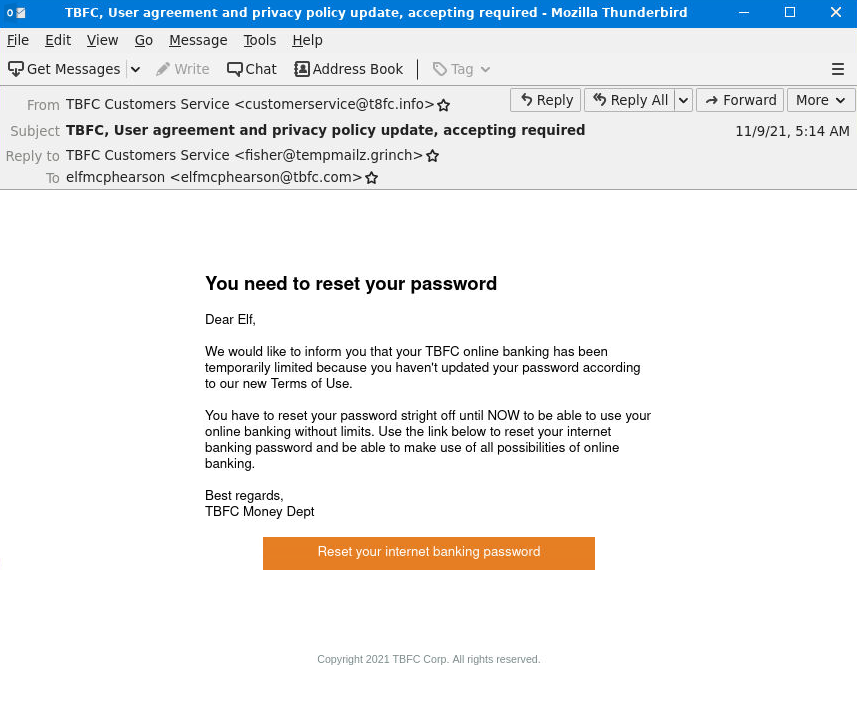 TBFC, User agreement and privacy policy update, accepting required - Mozilla Thunderbird
File Edit View Go Message Tools Help
Get Messages Write Chat Address Book Tag
From TBFC Customers Service <customerservice@t8fc.info> Reply Reply All Forward More
Subject TBFC, User agreement and privacy policy update, accepting required 11/9/21, 5:14 AM
Reply to TBFC Customers Service <fisher@tempmailz.grinch>
To elfmcphearson <elfmcphearson@tbfc.com>
You need to reset your password
Dear Elf,
We would like to inform you that your TBFC online banking has been
temporarily limited because you haven't updated your password according
to our new Terms of Use.
You have to reset your password stright off until NOW to be able to use your
online banking without limits. Use the link below to reset your internet
banking password and be able to make use of all possibilities of online
banking.
Best regards,
TBFC Money Dept
Reset your internet banking password
Copyright 2021 TBFC Corp. All rights reserved.